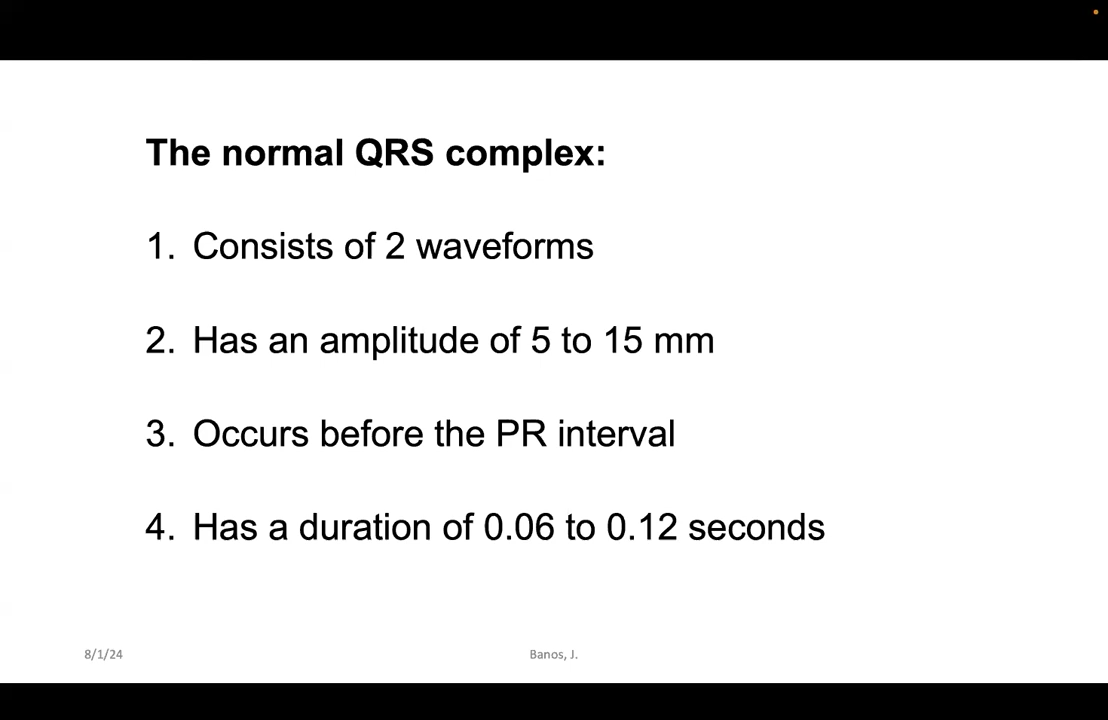 The normal QRS complex:
1. Consists of 2 waveforms
2. Has an amplitude of 5 to 15 mm
3. Occurs before the PR interval
4. Has a duration of 0.06 to 0.12 seconds
8/1/24
Banos, J.